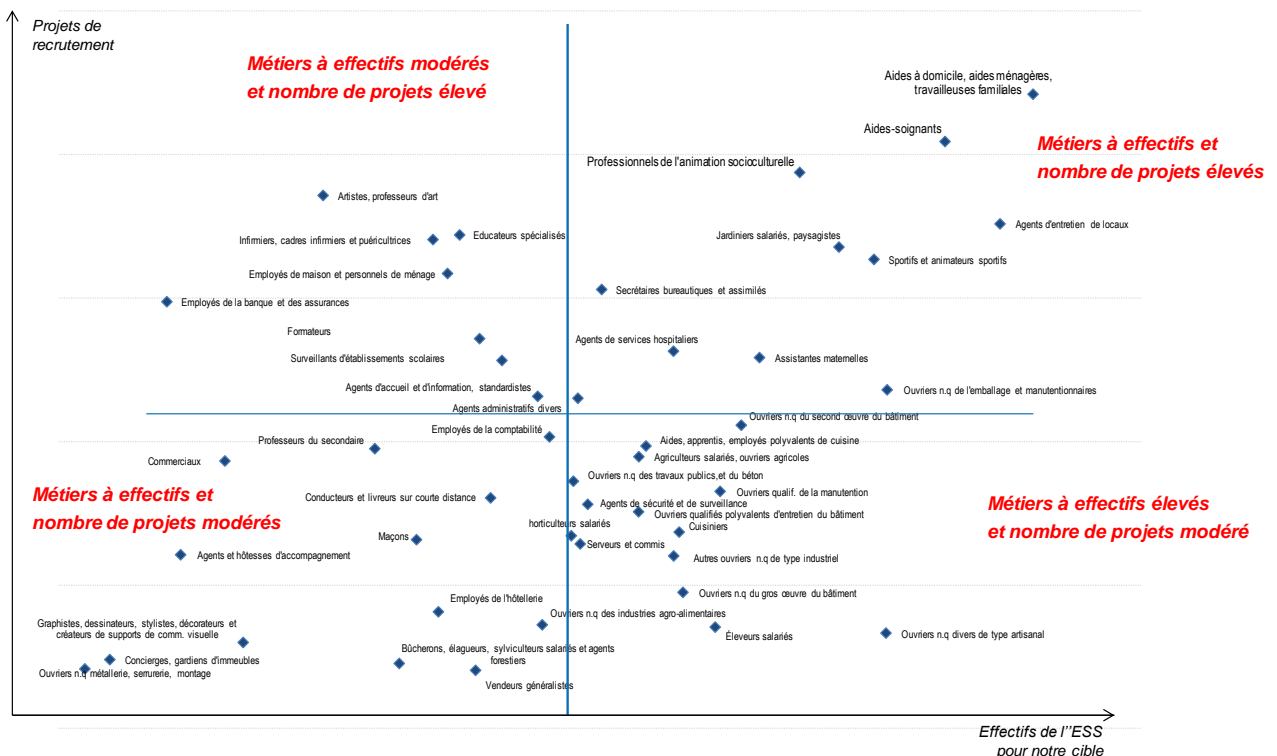 Projets de
recrutement
Métiers à effectifs modérés
et nombre de projets élevé
Aides à domicile, aides ménagères,
travailleuses familiales
Aides-soignants
Métiers à effectifs et
nombre de projets élevés
Professionnels de l'animation socioculturelle
Artistes, professeurs d'art
Agents d'entretien de locaux
Educateurs spécialisés
Infirmiers, cadres infirmiers et puéricultrices
Jardiniers salariés, paysagistes
Sportifs et animateurs sportifs
Employés de maison et personnels de ménage
Secrétaires bureautiques et assimilés
Employés de la banque et des assurances
Formateurs
Agents de services hospitaliers
Surveillants d'établissements scolaires
Assistantes maternelles
Agents d'accueil et d'information, standardistes
Ouvriers n.q de l'emballage et manutentionnaires
Agents administratifs divers
Ouvriers n.q du second œuvre du bâtiment
Employés de la comptabilité
Professeurs du secondaire
Aides, apprentis, employés polyvalents de cuisine
Commerciaux
Agriculteurs salariés, ouvriers agricoles
Ouvriers n.q des travaux publics,et du béton
Métiers à effectifs et
nombre de projets modérés
Conducteurs et livreurs sur courte distance
Ouvriers qualif. de la manutention
Agents de sécurité et de surveillance
Ouvriers qualifiés polyvalents d'entretien du bâtiment
Métiers à effectifs élevés
et nombre de projets modéré
horticulteurs salariés
Cuisiniers
Maçons
Serveurs et commis
Agents et hôtesses d'accompagnement
Autres ouvriers n.q de type industriel
Ouvriers n.q du gros œuvre du bâtiment
Employés de l'hôtellerie
Ouvriers n.q des industries agro-alimentaires
Graphistes, dessinateurs, stylistes, décorateurs et
créateurs de supports de comm. visuelle
Éleveurs salariés
Ouvriers n.q divers de type artisanal
Bûcherons, élagueurs, sylviculteurs salariés et agents
forestiers
Concierges, gardiens d'immeubles
Ouvriers n.q métallerie, serrurerie, montage
Vendeurs généralistes
Effectifs de l''ESS
pour notre cible